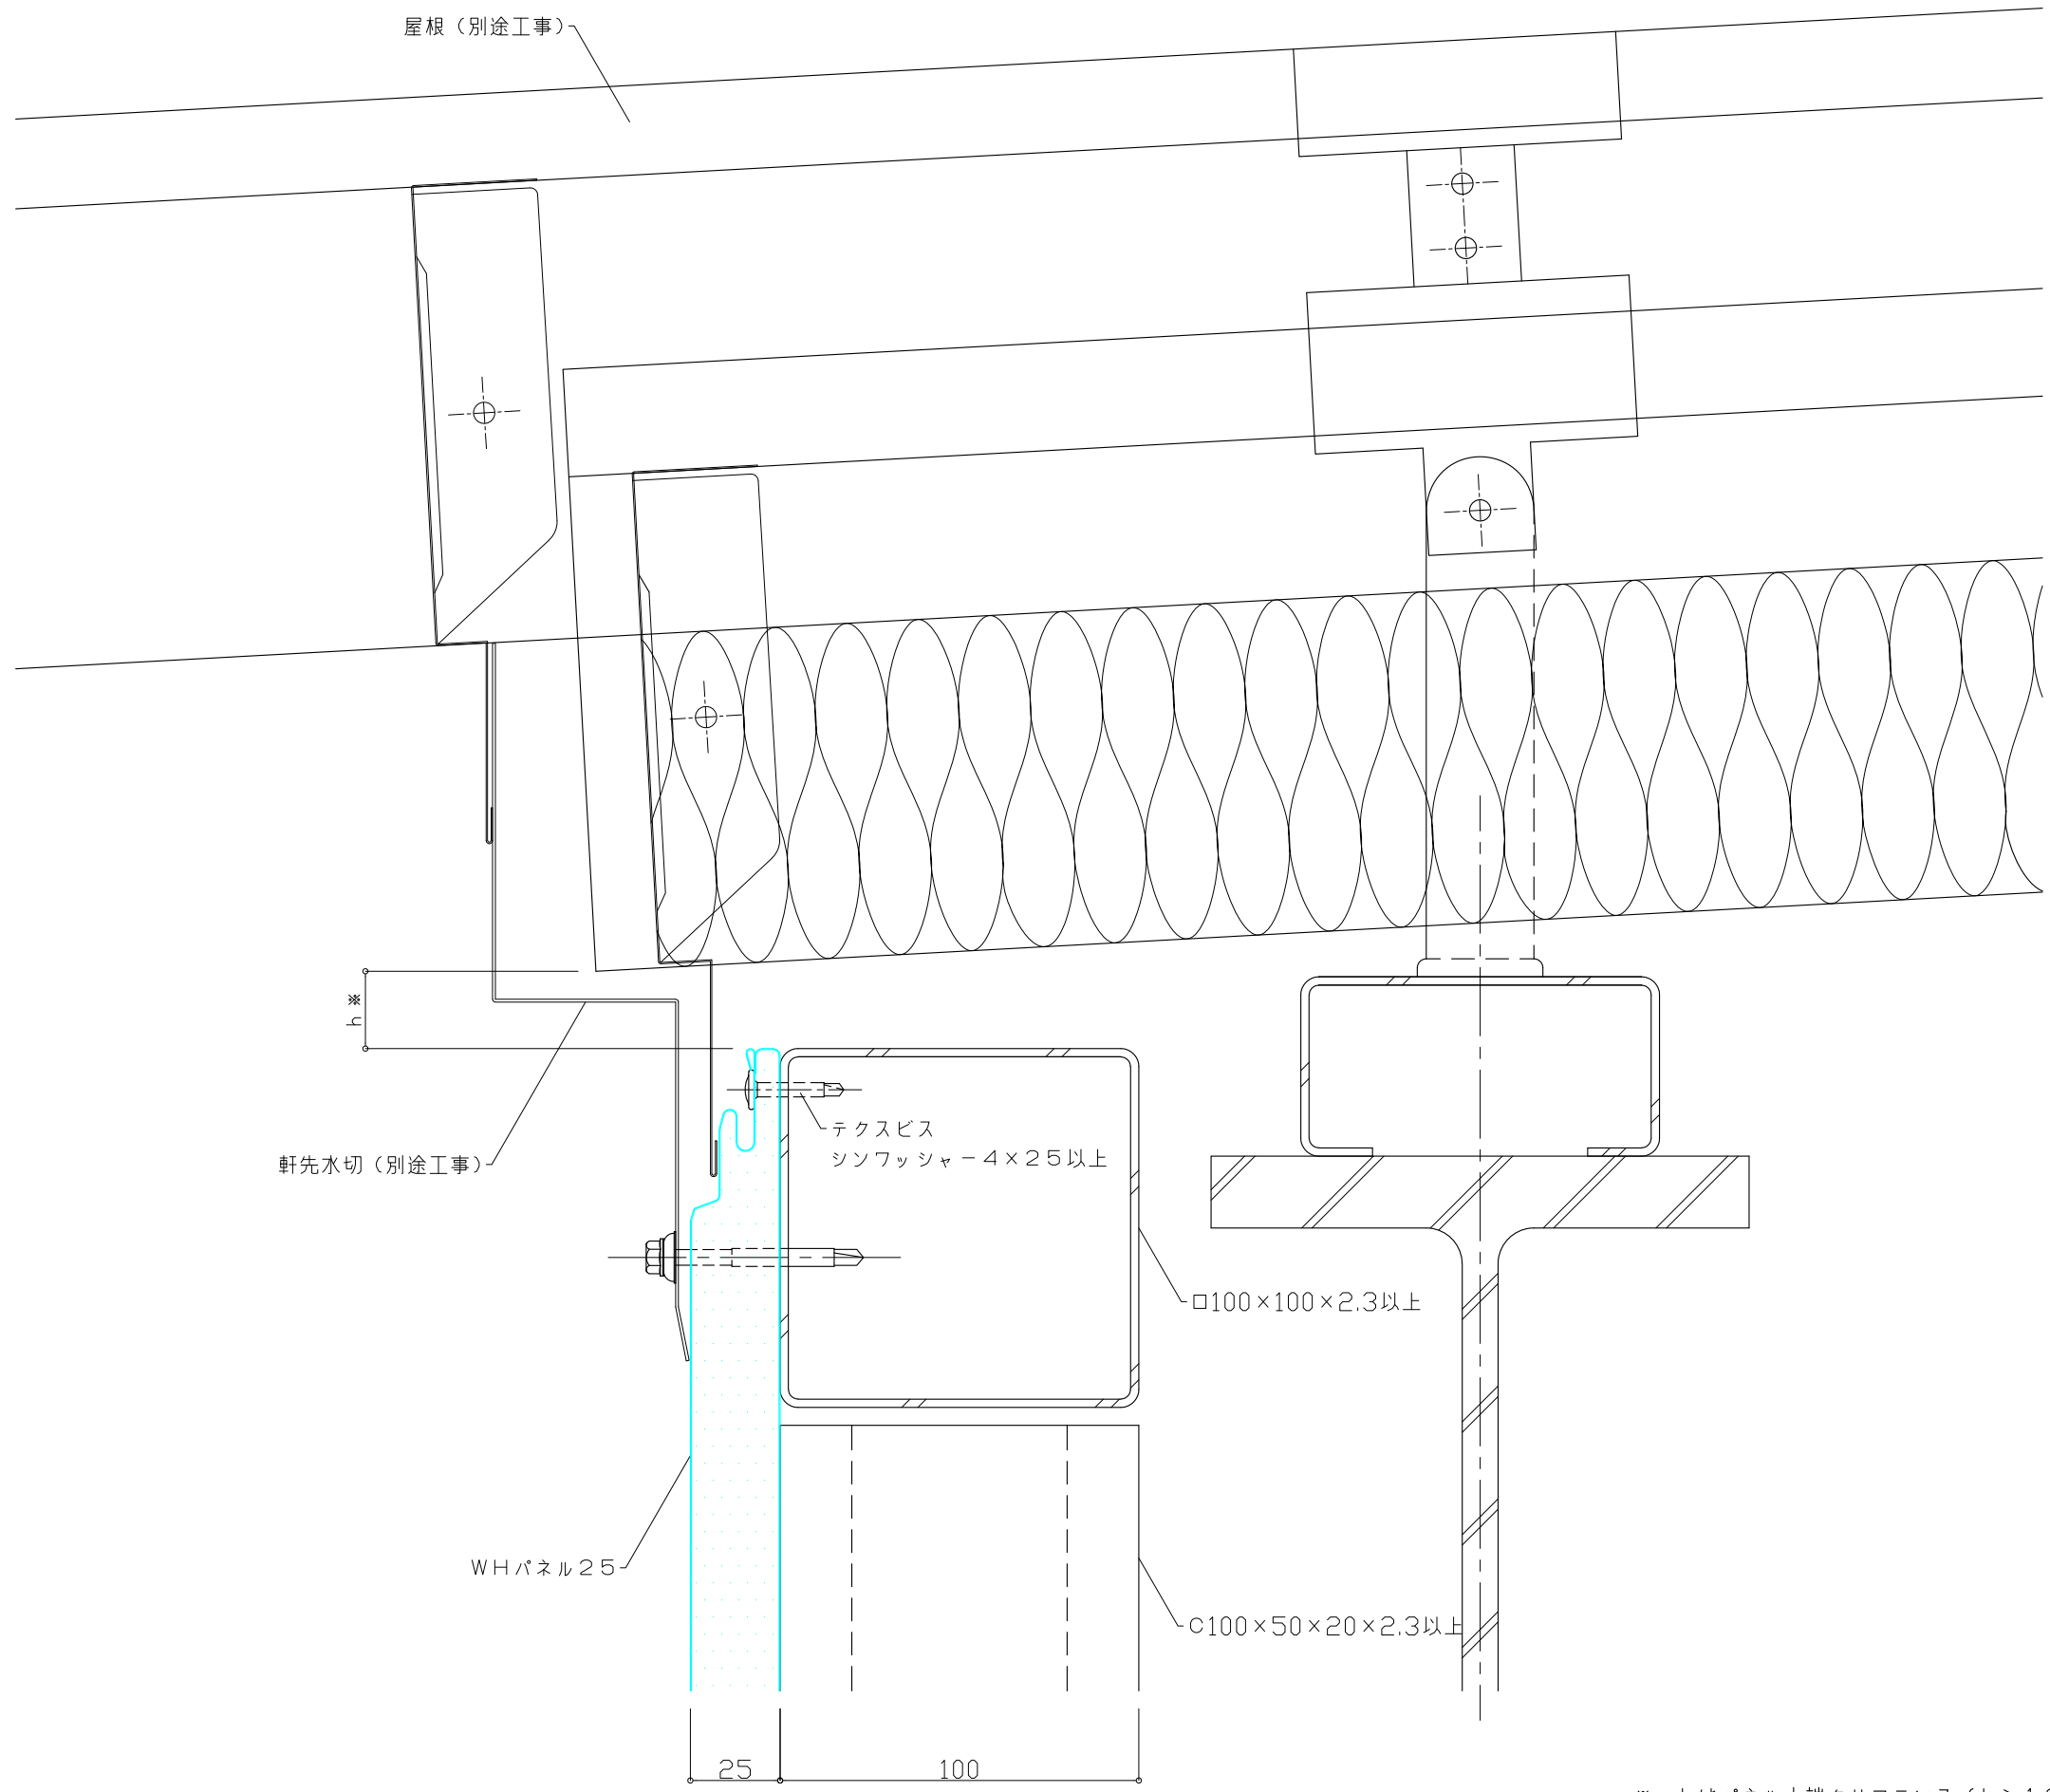 屋根（別途工事）
h※
テクスビス
シンワッシャー４×２５以上
軒先水切（別途工事）
□100×100×2.3以上
ＷＨパネル２５
C100×50×20×2.3以上
25
100